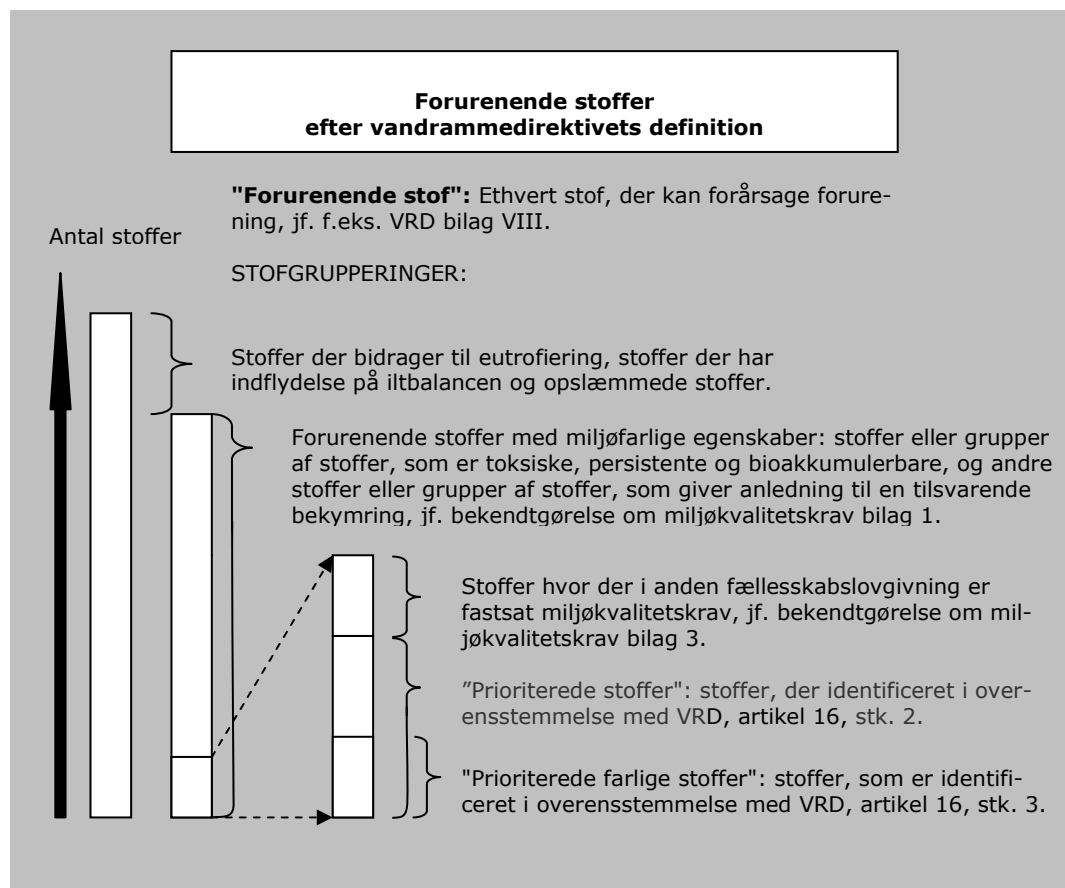 Forurenende stoffer
efter vandrammedirektivets definition
"Forurenende stof": Ethvert stof, der kan forårsage forure-
ning, jf. f.eks. VRD bilag VIII.
Antal stoffer
STOFGRUPPERINGER:
Stoffer der bidrager til eutrofiering, stoffer der har
indflydelse på iltbalancen og opslæmmede stoffer.
Forurenende stoffer med miljøfarlige egenskaber: stoffer eller grupper
af stoffer, som er toksiske, persistente og bioakkumulerbare, og andre
stoffer eller grupper af stoffer, som giver anledning til en tilsvarende
bekymring, jf. bekendtgørelse om miljøkvalitetskrav bilag 1.
Stoffer hvor der i anden fællesskabslovgivning er
fastsat miljøkvalitetskrav, jf. bekendtgørelse om mil-
jøkvalitetskrav bilag 3.
”Prioriterede stoffer": stoffer, der identificeret i over-
ensstemmelse med VRD, artikel 16, stk. 2.
"Prioriterede farlige stoffer": stoffer, som er identifi-
ceret i overensstemmelse med VRD, artikel 16, stk. 3.